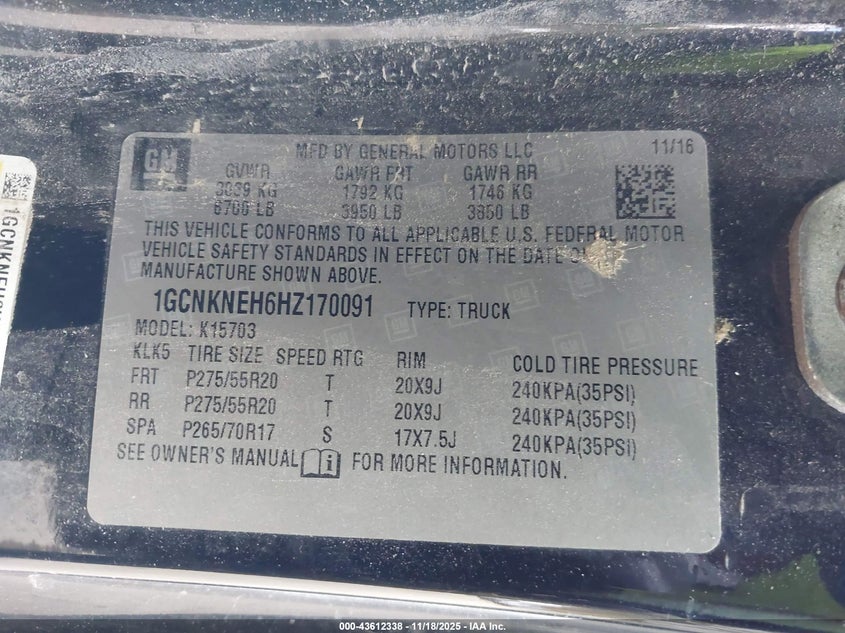 GM
MFD BY GENERAL MOTORS LLC 11/16
GVWR GAWR FRT GAWR RR
3039 KG 1792 KG 1746 KG
6700 LB 3950 LB 3850 LB
THIS VEHICLE CONFORMS TO ALL APPLICABLE U.S. FEDERAL MOTOR
VEHICLE SAFETY STANDARDS IN EFFECT ON THE DATE OF
MANUFACTURE SHOWN ABOVE.
1GCNKNEH6HZ170091 TYPE: TRUCK
MODEL: K15703
KLK5 TIRE SIZE SPEED RTG RIM COLD TIRE PRESSURE
FRT P275/55R20 T 20X9J 240KPA(35PSI)
RR P275/55R20 T 20X9J 240KPA(35PSI)
SPA P265/70R17 S 17X7.5J 240KPA(35PSI)
SEE OWNER'S MANUAL FOR MORE INFORMATION.
000-43612338 - 11/18/2025 - IAA Inc.